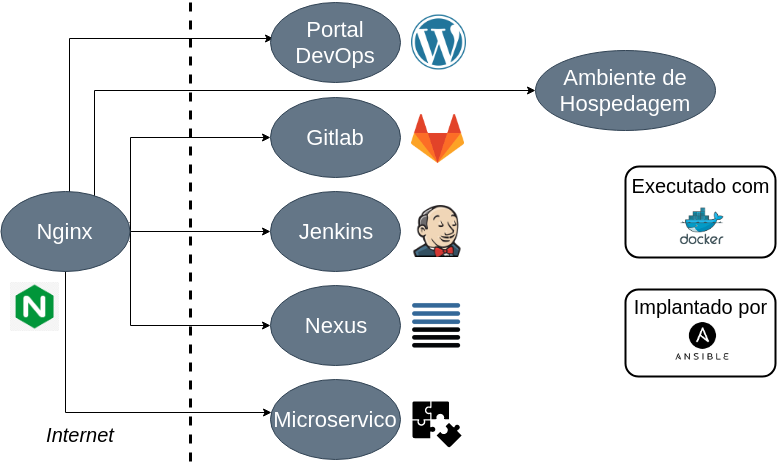 Portal
DevOps
Ambiente de
Hospedagem
Gitlab
Executado com
docker
Nginx
Jenkins
Implantado por
ANSIBLE
Nexus
Microservico
Internet